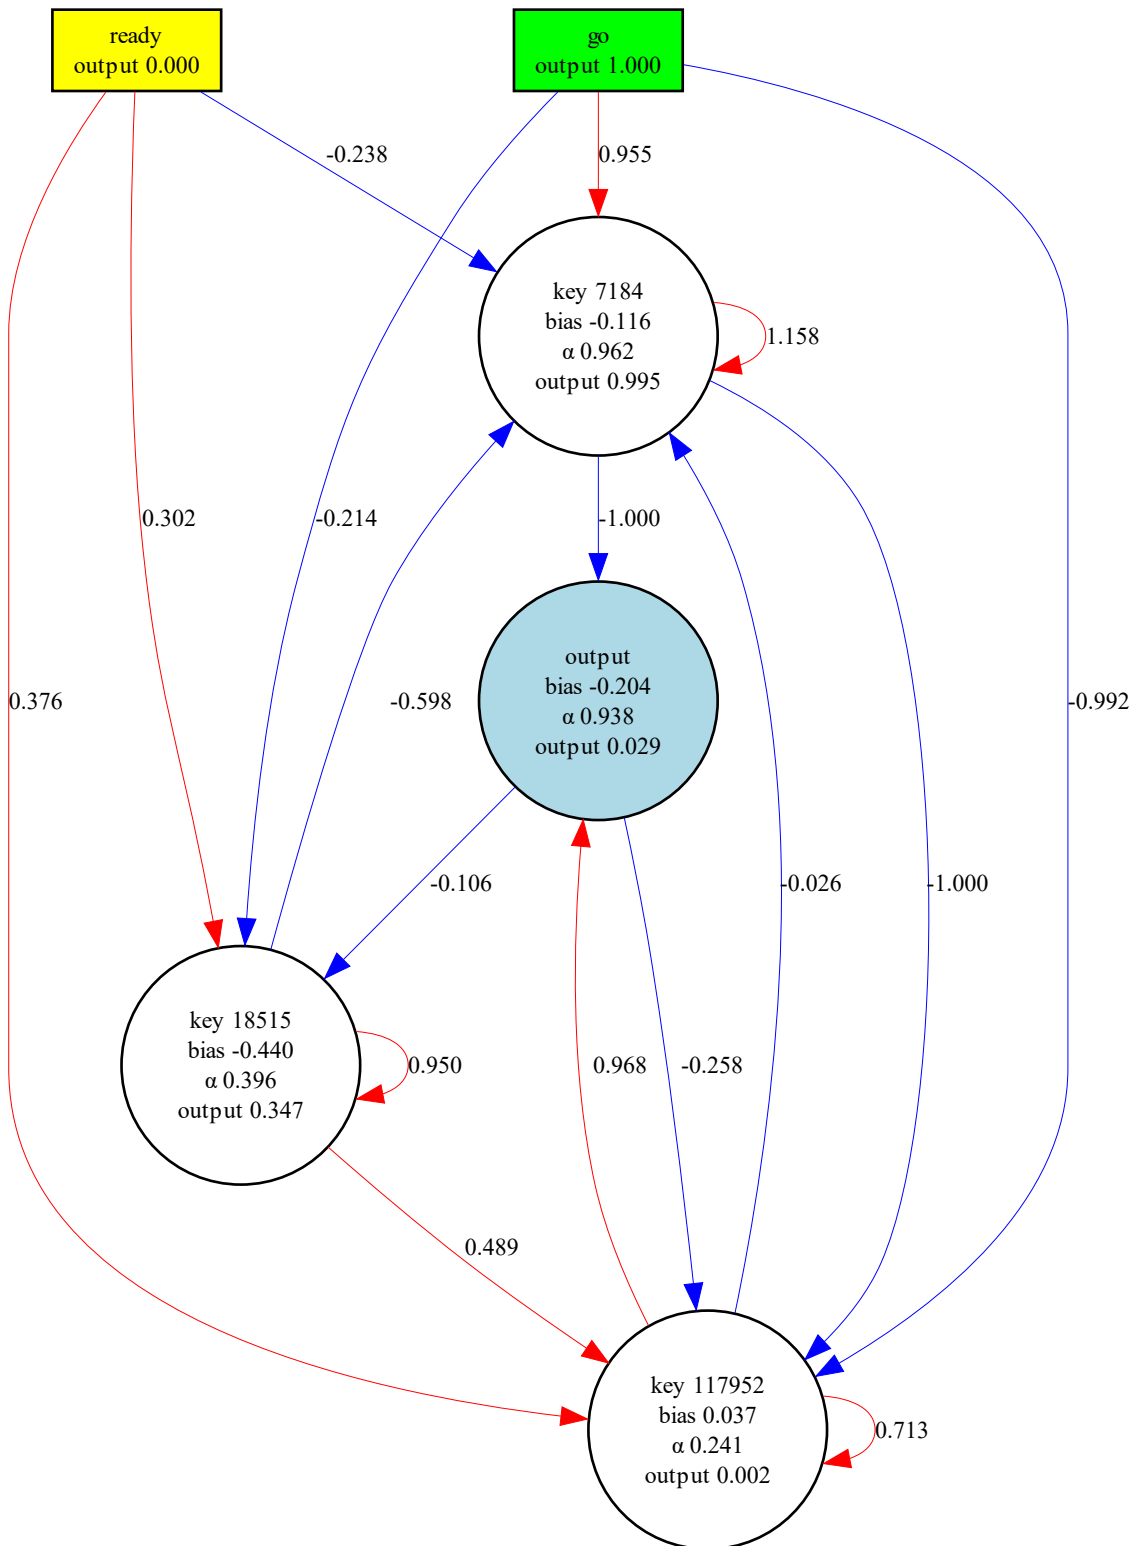 ready
output 0.000
go
output 1.000
-0.238
0.955
key 7184
bias -0.116
α 0.962
output 0.995
1.158
0.302
-0.214
-1.000
output
bias -0.204
α 0.938
output 0.029
0.376
-0.598
-0.992
-0.106
-0.026
-1.000
key 18515
bias -0.440
α 0.396
output 0.347
0.950
0.968
-0.258
0.489
key 117952
bias 0.037
α 0.241
output 0.002
0.713